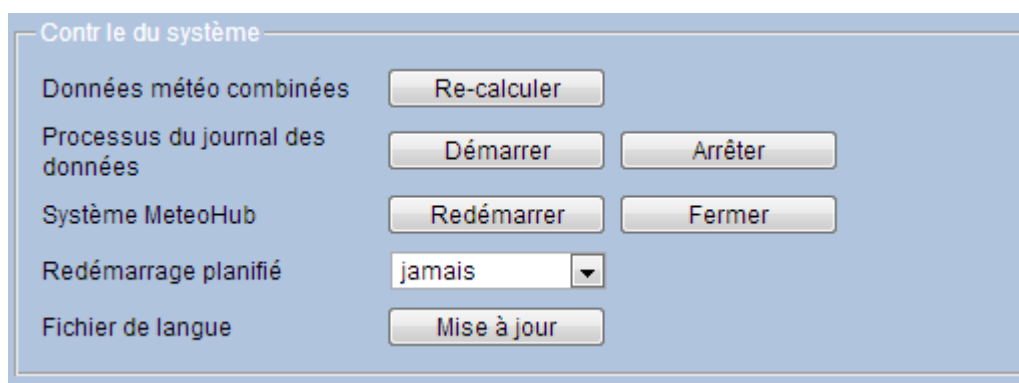 Contr le du système
Données météo combinées Re-calculer
Processus du journal des
données Démarrer Arrêter
Système MeteoHub Redémarrer Fermer
Redémarrage planifié jamais
Fichier de langue Mise à jour